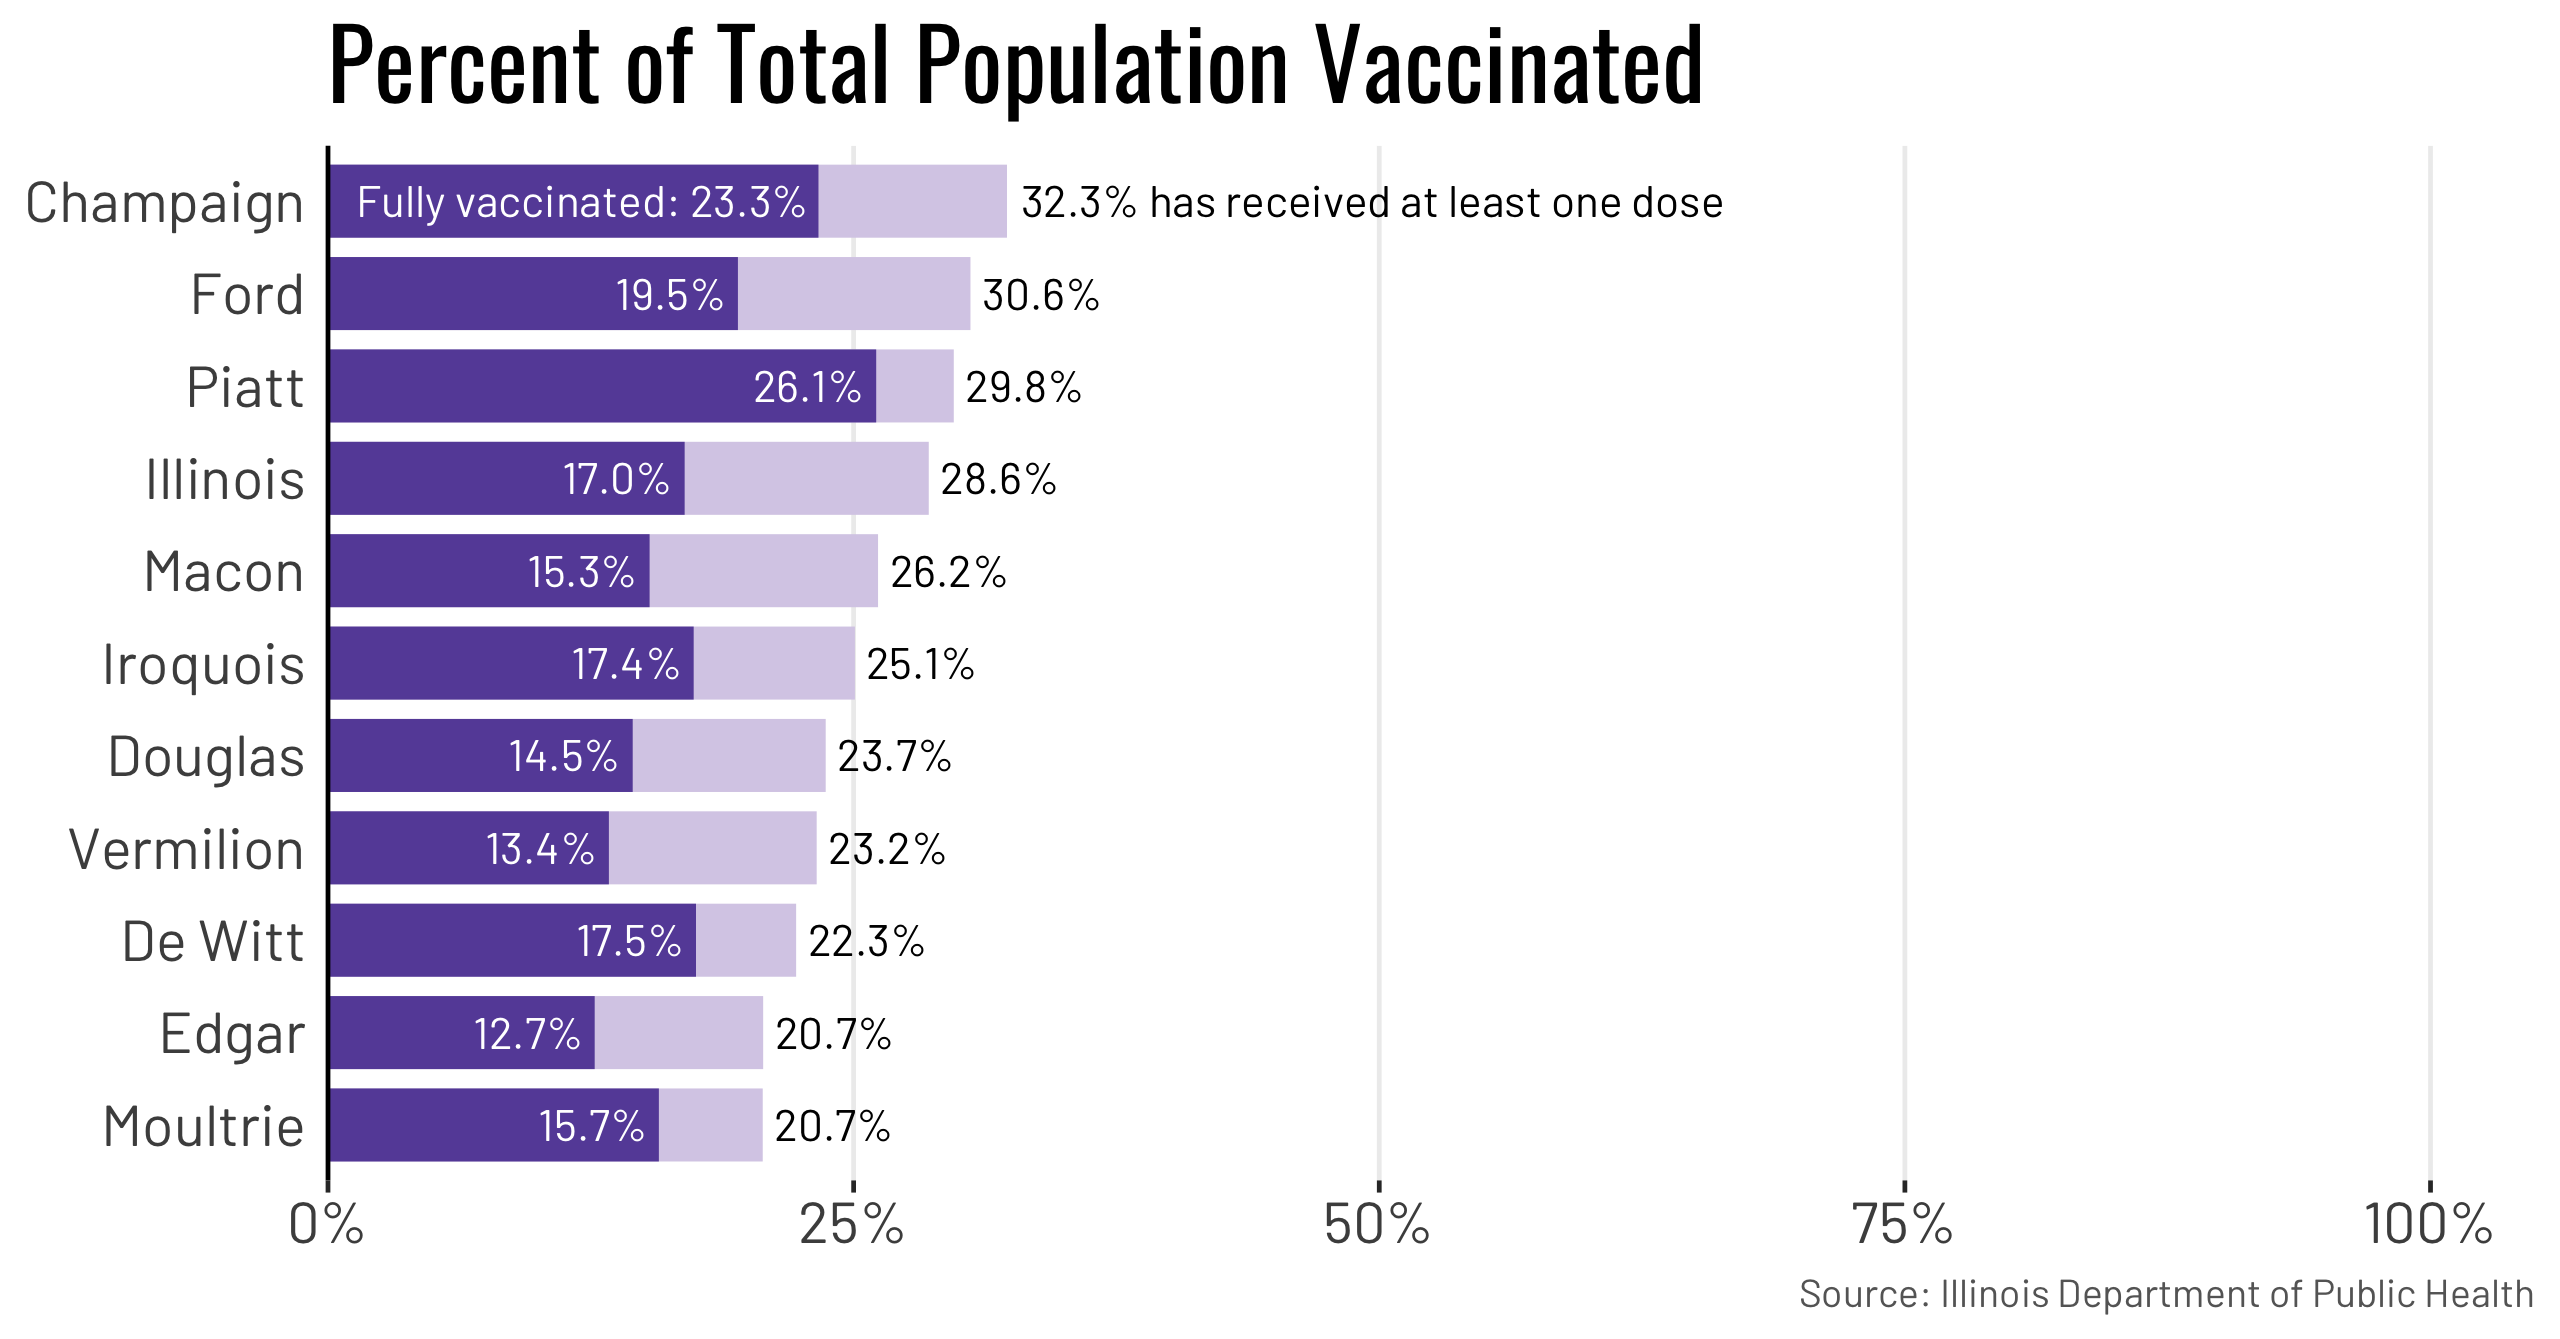 Percent of Total Population Vaccinated
Champaign Fully vaccinated: 23.3% 32.3% has received at least one dose
Ford 19.5% 30.6%
Piatt 26.1% 29.8%
Illinois 17.0% 28.6%
Macon 15.3% 26.2%
Iroquois 17.4% 25.1%
Douglas 14.5% 23.7%
Vermilion 13.4% 23.2%
De Witt 17.5% 22.3%
Edgar 12.7% 20.7%
Moultrie 15.7% 20.7%
0% 25% 50% 75% 100%
Source: Illinois Department of Public Health